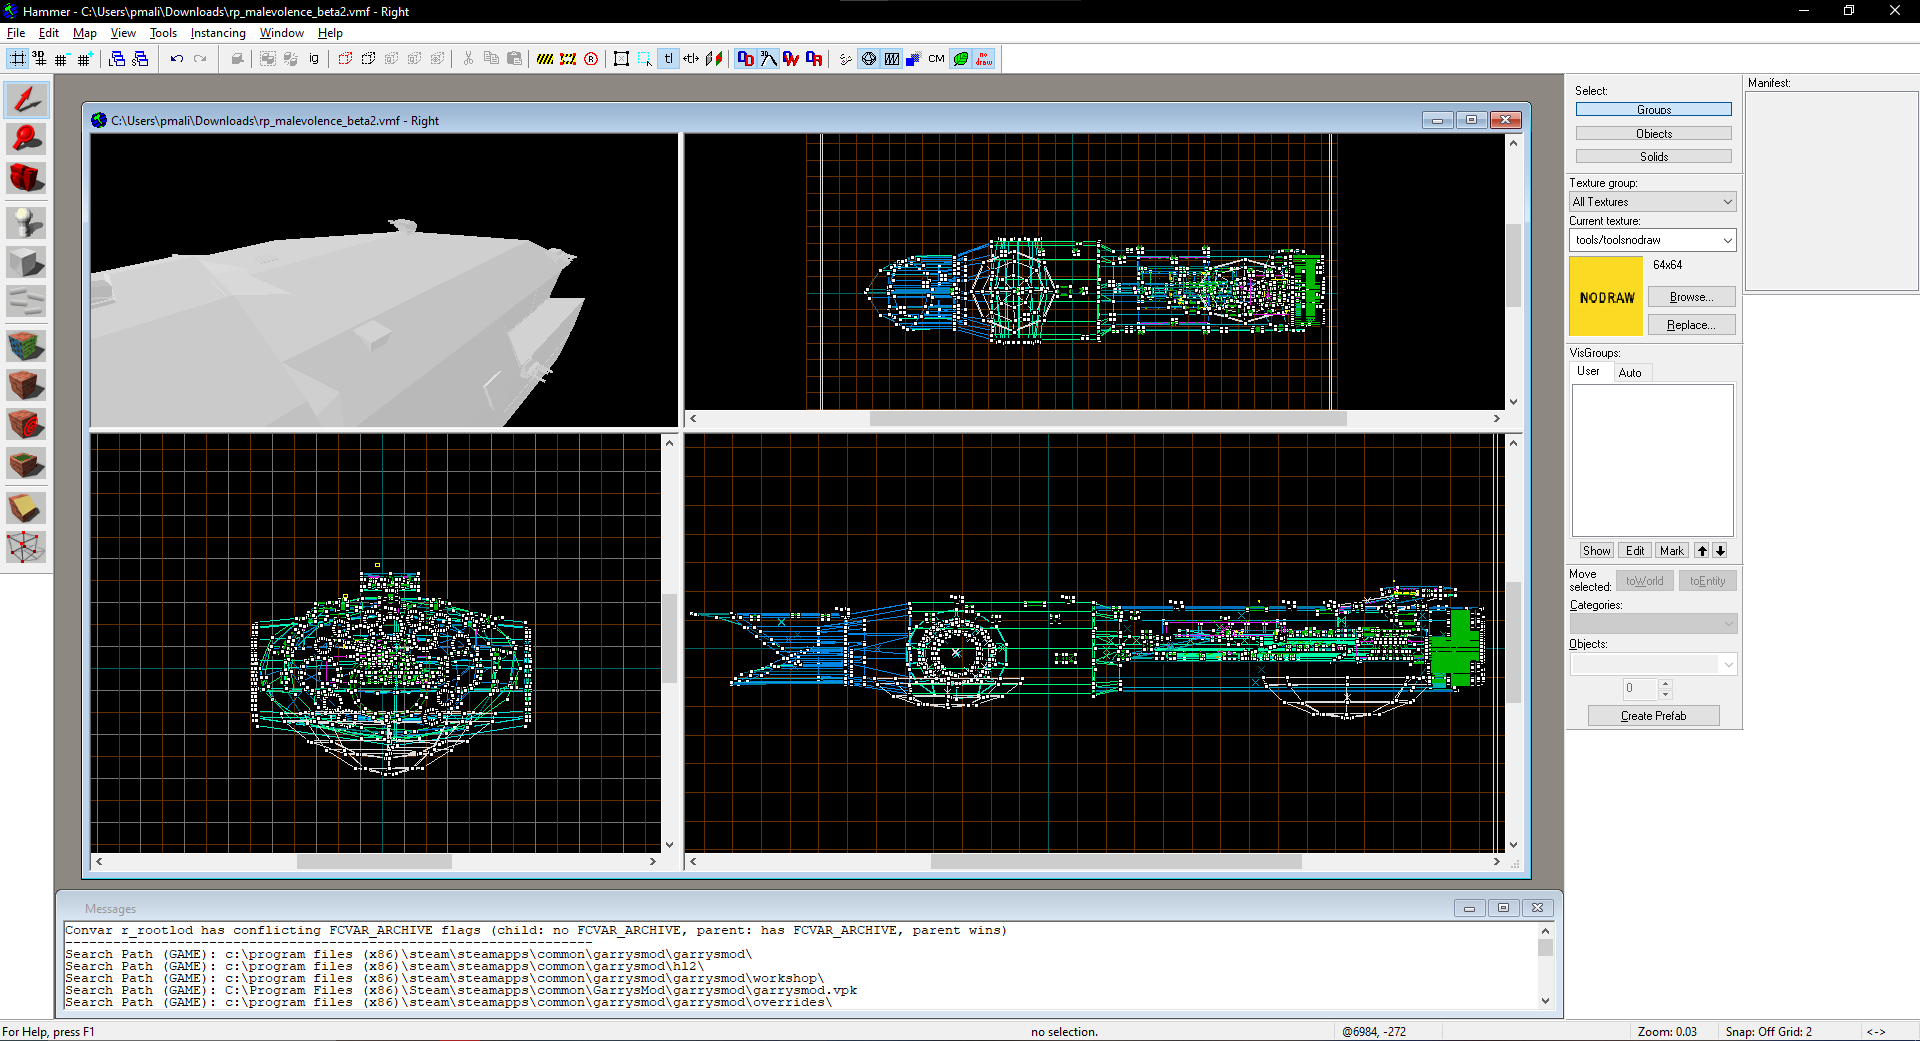 Hammer - C:\Users\pmali\Downloads\rp_malevolence_beta2.vmf - Right
File Edit Map View Tools Instancing Window Help
3D ig tl <tl> CM no draw
C:\Users\pmali\Downloads\rp_malevolence_beta2.vmf - Right
Select:
Groups
Objects
Solids
Texture group:
All Textures
Current texture:
tools/toolsnodraw
NODRAW
64x64
Browse...
Replace...
VisGroups:
User Auto
Show Edit Mark
Move selected:
toWorld toEntity
Categories:
Objects:
0
Create Prefab
Manifest:
Messages
Convar r_rootlod has conflicting FCVAR_ARCHIVE flags (child: no FCVAR_ARCHIVE, parent: has FCVAR_ARCHIVE, parent wins)
Search Path (GAME): c:\program files (x86)\steam\steamapps\common\garrysmod\garrysmod\
Search Path (GAME): c:\program files (x86)\steam\steamapps\common\garrysmod\hl2\
Search Path (GAME): c:\program files (x86)\steam\steamapps\common\garrysmod\garrysmod\workshop\
Search Path (GAME): C:\Program Files (x86)\Steam\steamapps\common\GarrysMod\garrysmod\garrysmod.vpk
Search Path (GAME): c:\program files (x86)\steam\steamapps\common\garrysmod\garrysmod\overrides\
For Help, press F1
no selection.
@6984, -272
Zoom: 0.03
Snap: Off Grid: 2
<->